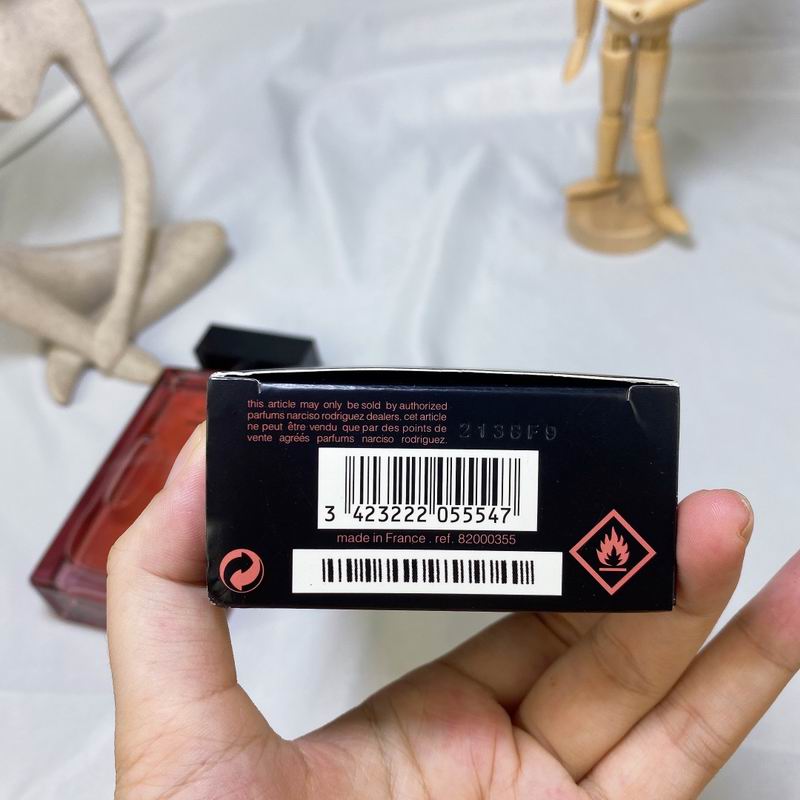 this article may only be sold by authorized
parfums narciso rodriguez dealers. cet article
ne peut être vendu que par des points de
vente agréés parfums narciso rodriguez.
213GF9
3 423222 055547
made in France . ref. 82000355